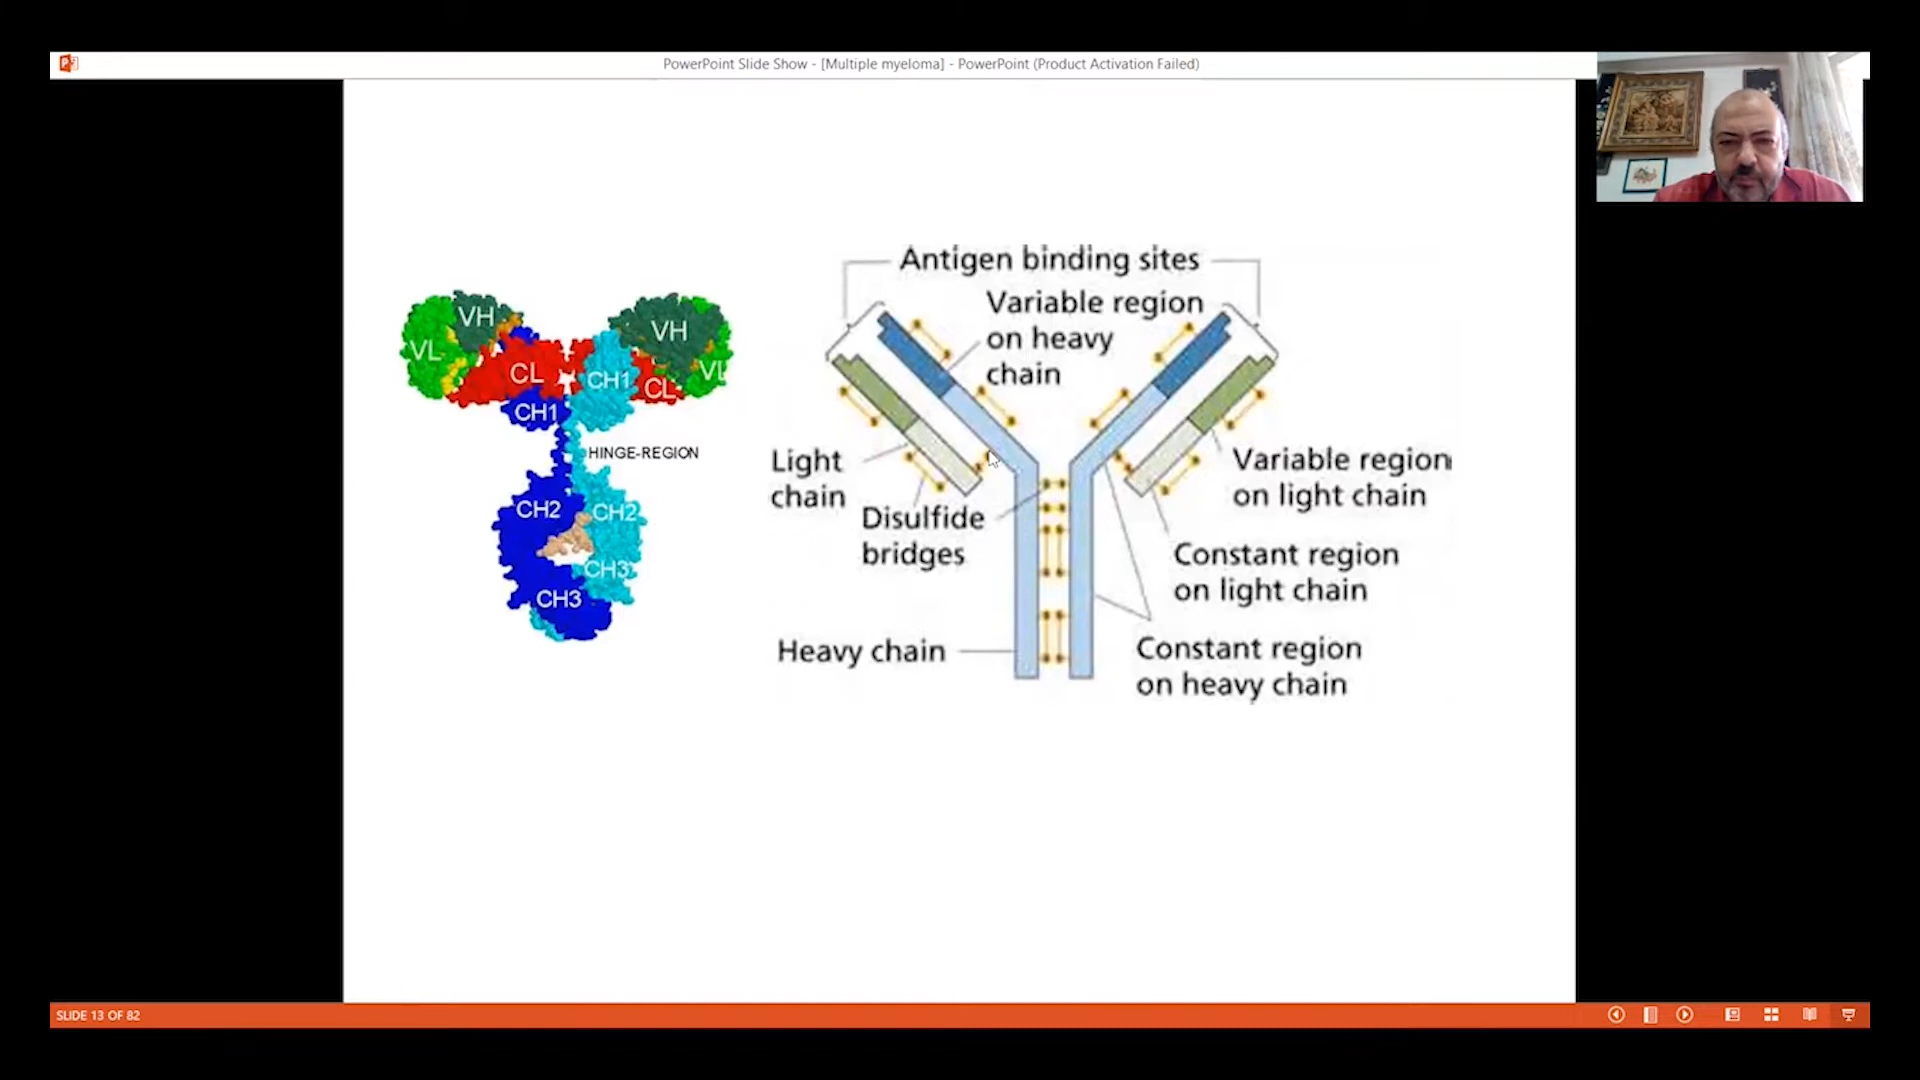 PowerPoint Slide Show - [Multiple myeloma] - PowerPoint (Product Activation Failed)
VH
VL
CL
CH1
VH
VL
CH1
CL
HINGE-REGION
CH2
CH2
CH3
CH3
Antigen binding sites
Variable region
on heavy
chain
Light
chain
Disulfide
bridges
Heavy chain
Variable region
on light chain
Constant region
on light chain
Constant region
on heavy chain
SLIDE 13 OF 82